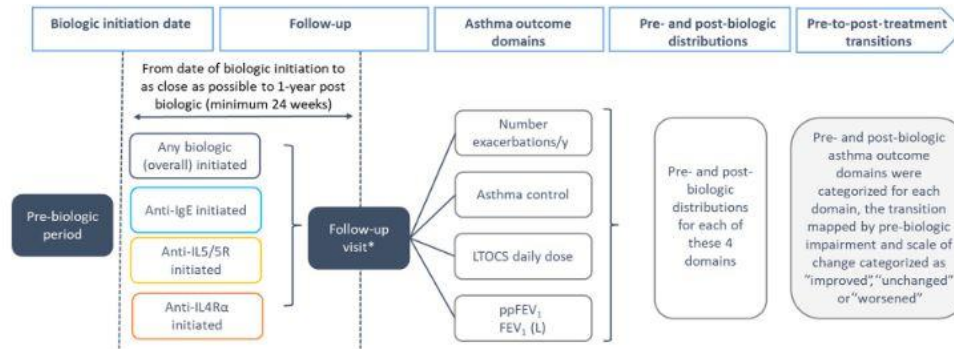 Biologic initiation date
Follow-up
Asthma outcome
domains
Pre- and post-biologic
distributions
Pre-to-post-treatment
transitions
From date of biologic initiation to
as close as possible to 1-year post
biologic (minimum 24 weeks)
Pre-biologic
period
Any biologic
(overall) initiated
Anti-IgE initiated
Anti-IL5/5R
initiated
Anti-IL4Rα
initiated
Follow-up
visit*
Number
exacerbations/y
Asthma control
LTOCS daily dose
ppFEV₁
FEV₁ (L)
Pre- and post-
biologic
distributions
for each of
these 4
domains
Pre- and post-biologic
asthma outcome
domains were
categorized for each
domain, the transition
mapped by pre-biologic
impairment and scale of
change categorized as
“improved”, “unchanged”
or “worsened”